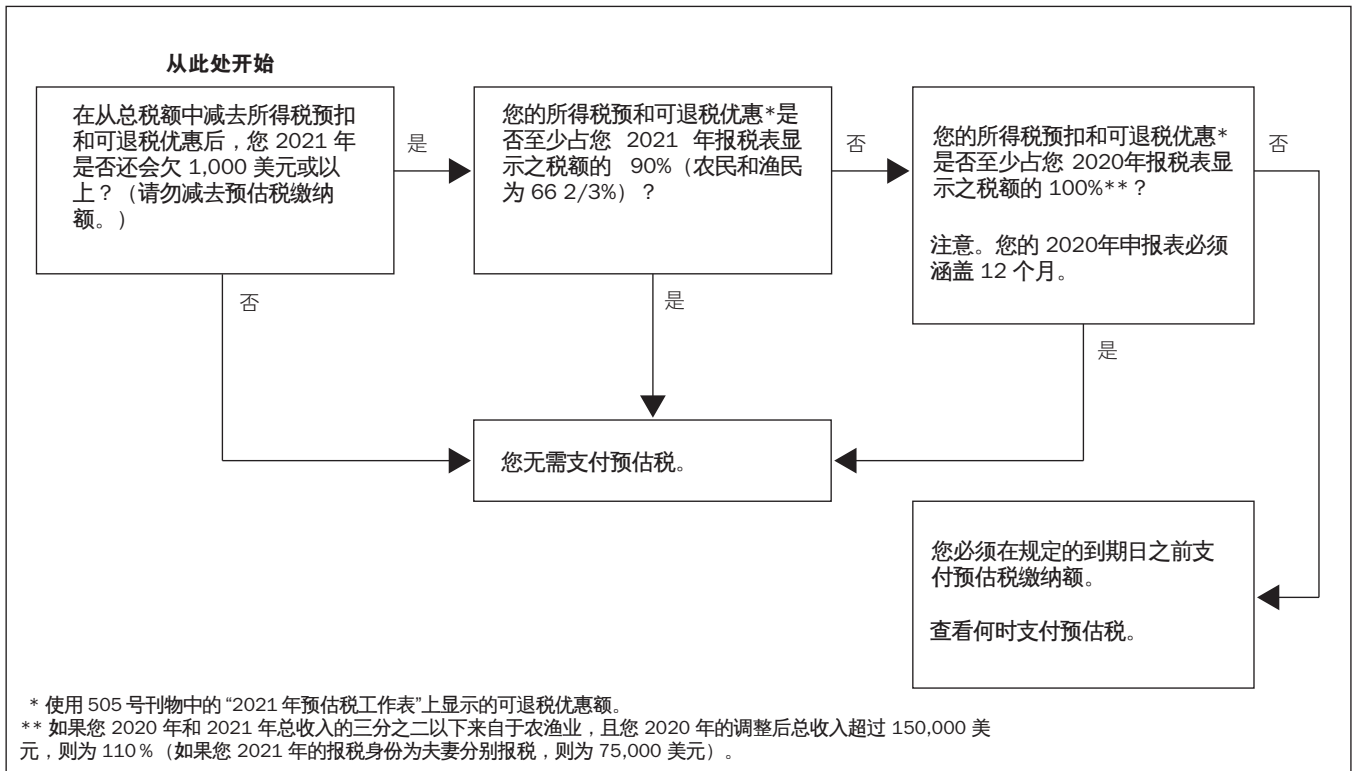 从此处开始
在从总税额中减去所得税预扣
和可退税优惠后，您 2021 年
是否还会欠 1,000 美元或以
上？（请勿减去预估税缴纳
额。）
是
您的所得税预和可退税优惠*是
否至少占您 2021 年报税表显
示之税额的 90%（农民和渔民
为 66 2/3%）？
否
您的所得税预扣和可退税优惠*
是否至少占您 2020年报税表显
示之税额的 100%**？
注意。您的 2020年申报表必须
涵盖 12 个月。
否
否
是
是
您无需支付预估税。
您必须在规定的到期日之前支
付预估税缴纳额。
查看何时支付预估税。
* 使用 505 号刊物中的 “2021 年预估税工作表”上显示的可退税优惠额。
** 如果您 2020 年和 2021 年总收入的三分之二以下来自于农渔业，且您 2020 年的调整后总收入超过 150,000 美
元，则为 110％（如果您 2021 年的报税身份为夫妻分别报税，则为 75,000 美元）。